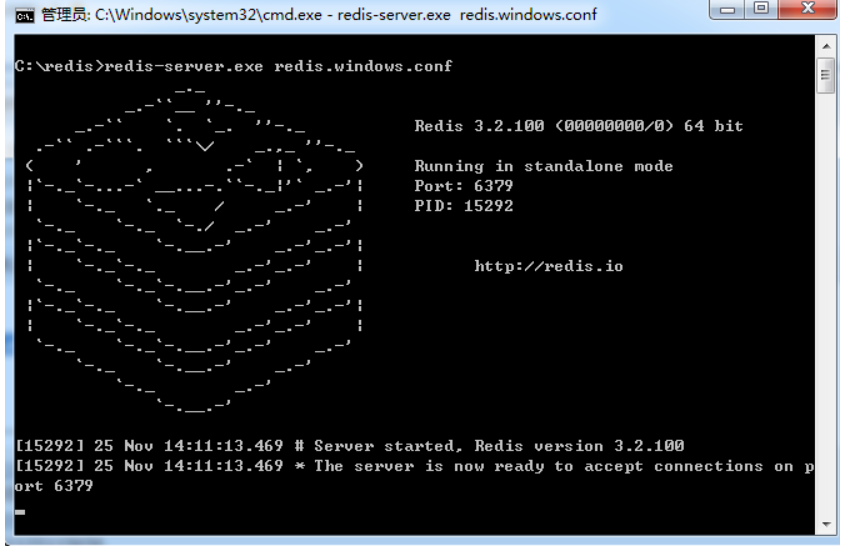 管理员: C:\Windows\system32\cmd.exe - redis-server.exe  redis.windows.conf
C:\redis>redis-server.exe redis.windows.conf
Redis 3.2.100 (00000000/0) 64 bit
Running in standalone mode
Port: 6379
PID: 15292
http://redis.io
[15292] 25 Nov 14:11:13.469 # Server started, Redis version 3.2.100
[15292] 25 Nov 14:11:13.469 * The server is now ready to accept connections on p
ort 6379